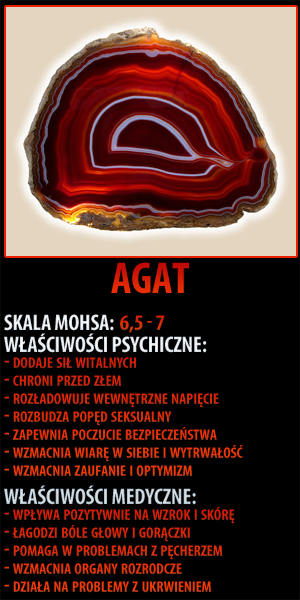 AGAT
SKALA MOHSA: 6,5 - 7
WŁAŚCIWOŚCI PSYCHICZNE:
- DODAJE SIŁ WITALNYCH
- CHRONI PRZED ZŁEM
- ROZŁADOWUJE WEWNĘTRZNE NAPIĘCIE
- ROZBUDZA POPĘD SEKSUALNY
- ZAPEWNIA POCZUCIE BEZPIECZEŃSTWA
- WZMACNIA WIARĘ W SIEBIE I WYTRWAŁOŚĆ
- WZMACNIA ZAUFANIE I OPTYMIZM
WŁAŚCIWOŚCI MEDYCZNE:
- WPŁYWA POZYTYWNIE NA WZROK I SKÓRĘ
- ŁAGODZI BÓLE GŁOWY I GORĄCZKI
- POMAGA W PROBLEMACH Z PĘCHERZEM
- WZMACNIA ORGANY ROZRODCZE
- DZIAŁA NA PROBLEMY Z UKRWIENIEM